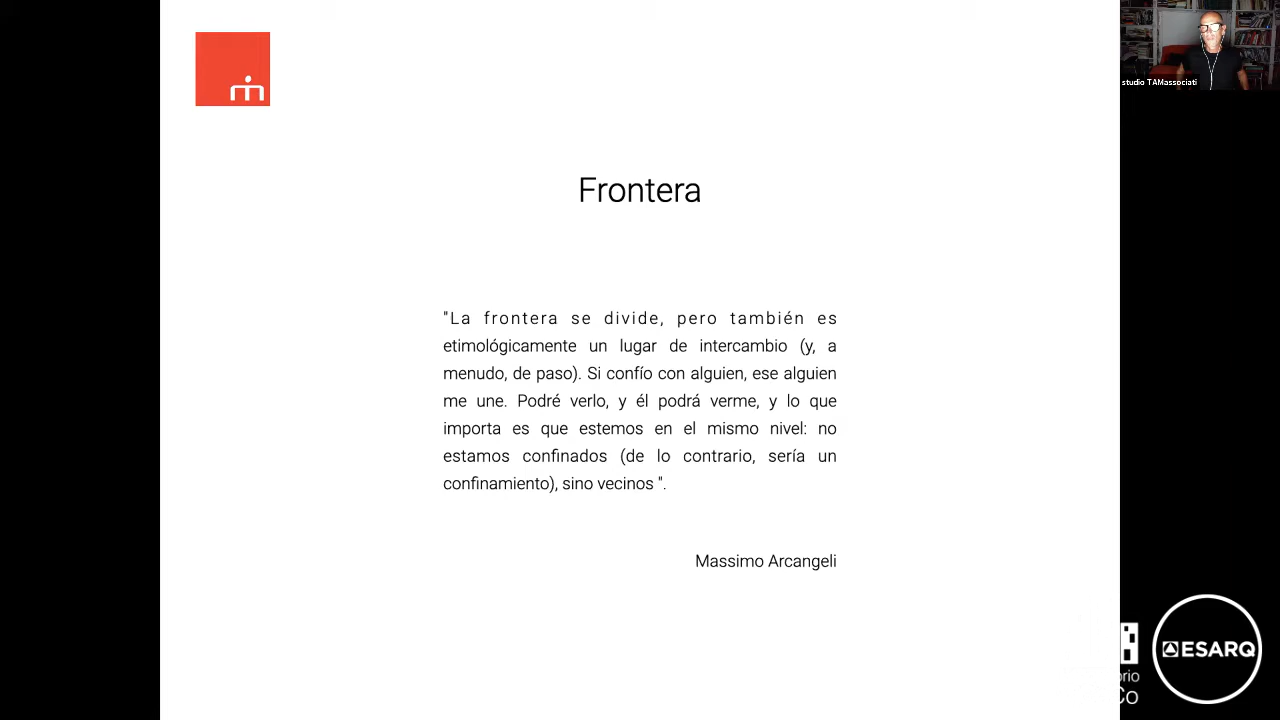 studio TAMassociati
Frontera
"La frontera se divide, pero también es
etimológicamente un lugar de intercambio (y, a
menudo, de paso). Si confío con alguien, ese alguien
me une. Podré verlo, y él podrá verme, y lo que
importa es que estemos en el mismo nivel: no
estamos confinados (de lo contrario, sería un
confinamiento), sino vecinos ".
Massimo Arcangeli
ESARQ